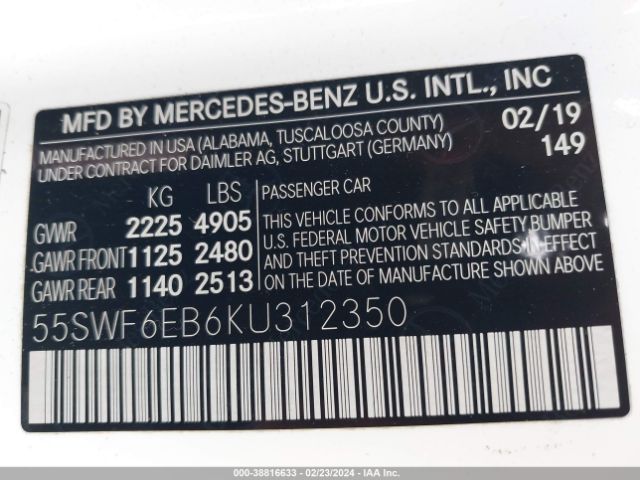 MFD BY MERCEDES-BENZ U.S. INTL., INC
MANUFACTURED IN USA (ALABAMA, TUSCALOOSA COUNTY)
UNDER CONTRACT FOR DAIMLER AG, STUTTGART (GERMANY)
02/19
149
KG LBS
GVWR 2225 4905
GAWR FRONT 1125 2480
GAWR REAR 1140 2513
PASSENGER CAR
THIS VEHICLE CONFORMS TO ALL APPLICABLE
U.S. FEDERAL MOTOR VEHICLE SAFETY BUMPER
AND THEFT PREVENTION STANDARDS IN EFFECT
ON THE DATE OF MANUFACTURE SHOWN ABOVE.
55SWF6EB6KU312350
000-38816633 - 02/23/2024 - IAA Inc.